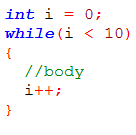 int i = 0;
while(i < 10)
{
  //body
  i++;
}